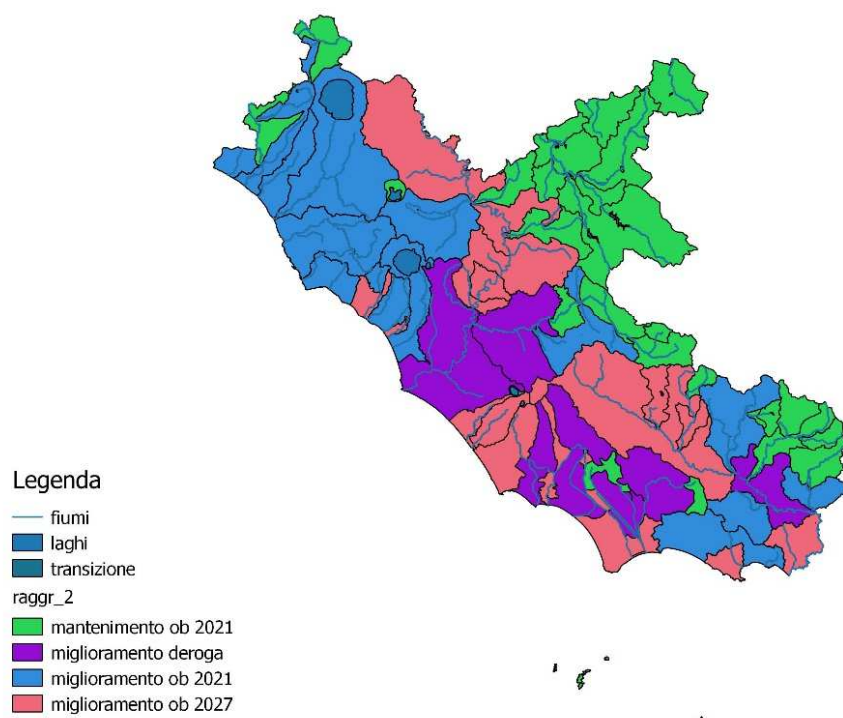 Legenda
fiumi
laghi
transizione
raggr_2
mantenimento ob 2021
miglioramento deroga
miglioramento ob 2021
miglioramento ob 2027